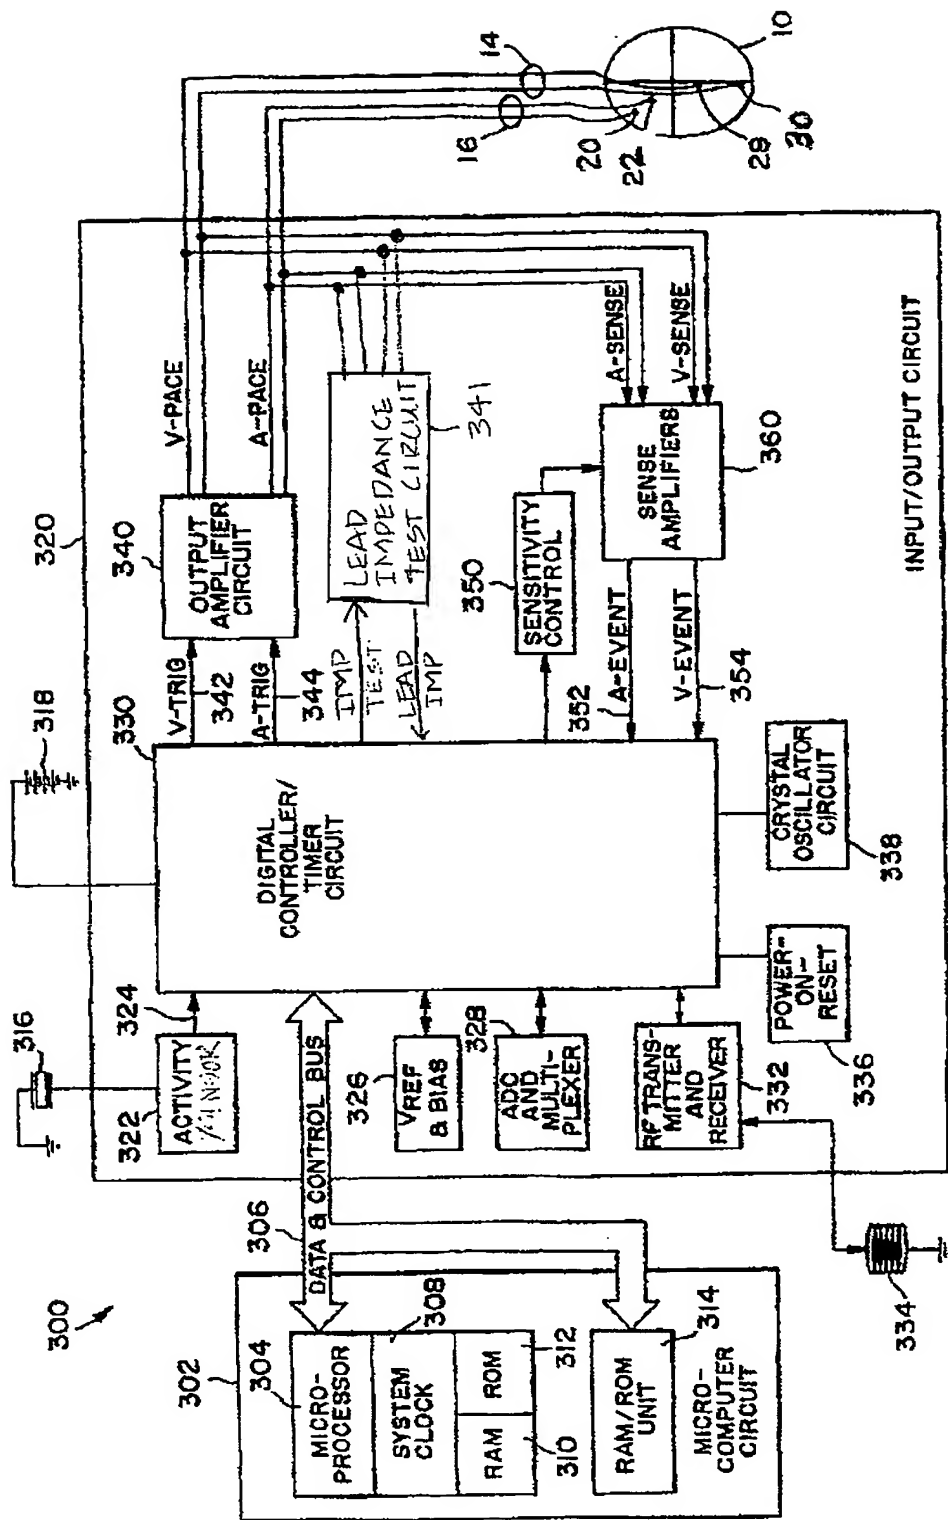 300
302
304
MICRO-
PROCESSOR
308
SYSTEM
CLOCK
RAM
ROM
310
312
RAM/ROM
UNIT
314
MICRO-
COMPUTER
CIRCUIT
306
DATA & CONTROL BUS
316
318
320
322
ACTIVITY
324
326
VREF
& BIAS
328
ADC AND
MULTI-
PLEXER
RF TRANS-
MITTER
AND
RECEIVER
332
334
330
DIGITAL
CONTROLLER/
TIMER
CIRCUIT
POWER-
ON-
RESET
336
CRYSTAL
OSCILLATOR
CIRCUIT
338
V-TRIG
342
A-TRIG
344
340
OUTPUT
AMPLIFIER
CIRCUIT
V-PACE
A-PACE
IMP
TEST
LEAD
IMP
LEAD
IMPEDANCE
TEST CIRCUIT
341
350
SENSITIVITY
CONTROL
352
A-EVENT
V-EVENT
354
SENSE
AMPLIFIERS
360
A-SENSE
V-SENSE
INPUT/OUTPUT CIRCUIT
14
16
20
22
10
28
30